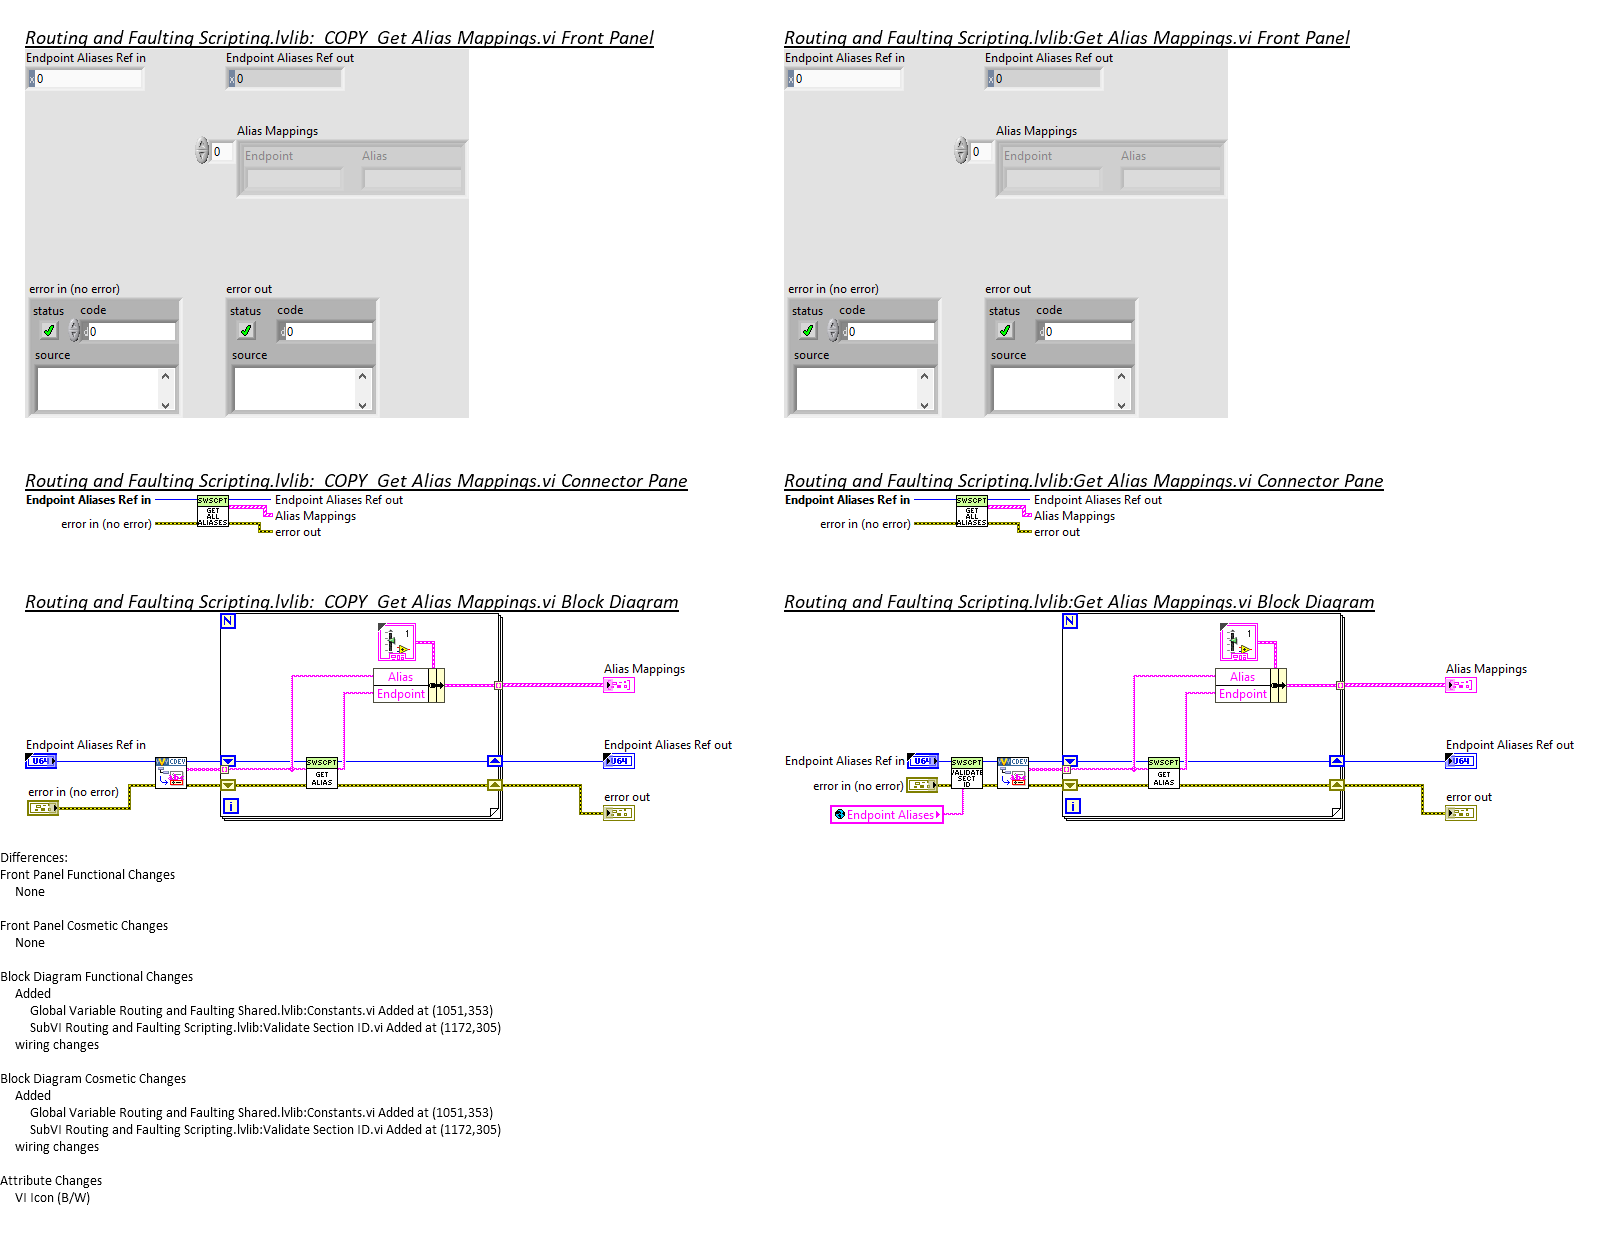 Routing and Faulting Scripting.lvlib:  COPY  Get Alias Mappings.vi Front Panel
Endpoint Aliases Ref in
Endpoint Aliases Ref out
x 0
x 0
Alias Mappings
0
Endpoint
Alias
error in (no error)
error out
status
code
status
code
d 0
d 0
source
source
Routing and Faulting Scripting.lvlib:Get Alias Mappings.vi Front Panel
Endpoint Aliases Ref in
Endpoint Aliases Ref out
x 0
x 0
Alias Mappings
0
Endpoint
Alias
error in (no error)
error out
status
code
status
code
d 0
d 0
source
source
Routing and Faulting Scripting.lvlib:  COPY  Get Alias Mappings.vi Connector Pane
Endpoint Aliases Ref in
SWSCPT
Endpoint Aliases Ref out
GET
ALL
ALIASES
Alias Mappings
error in (no error)
error out
Routing and Faulting Scripting.lvlib:Get Alias Mappings.vi Connector Pane
Endpoint Aliases Ref in
SWSCPT
Endpoint Aliases Ref out
GET
ALL
ALIASES
Alias Mappings
error in (no error)
error out
Routing and Faulting Scripting.lvlib:  COPY  Get Alias Mappings.vi Block Diagram
N
1
Alias
Endpoint
Alias Mappings
Endpoint Aliases Ref in
U64
CDEV
SWSCPT
GET
ALIAS
Endpoint Aliases Ref out
U64
error in (no error)
i
error out
Routing and Faulting Scripting.lvlib:Get Alias Mappings.vi Block Diagram
N
1
Alias
Endpoint
Alias Mappings
Endpoint Aliases Ref in
U64
SWSCPT
VALIDATE
SECT
ID
CDEV
SWSCPT
GET
ALIAS
Endpoint Aliases Ref out
U64
error in (no error)
Endpoint Aliases
i
error out
Differences:
Front Panel Functional Changes
None
Front Panel Cosmetic Changes
None
Block Diagram Functional Changes
Added
Global Variable Routing and Faulting Shared.lvlib:Constants.vi Added at (1051,353)
SubVI Routing and Faulting Scripting.lvlib:Validate Section ID.vi Added at (1172,305)
wiring changes
Block Diagram Cosmetic Changes
Added
Global Variable Routing and Faulting Shared.lvlib:Constants.vi Added at (1051,353)
SubVI Routing and Faulting Scripting.lvlib:Validate Section ID.vi Added at (1172,305)
wiring changes
Attribute Changes
VI Icon (B/W)